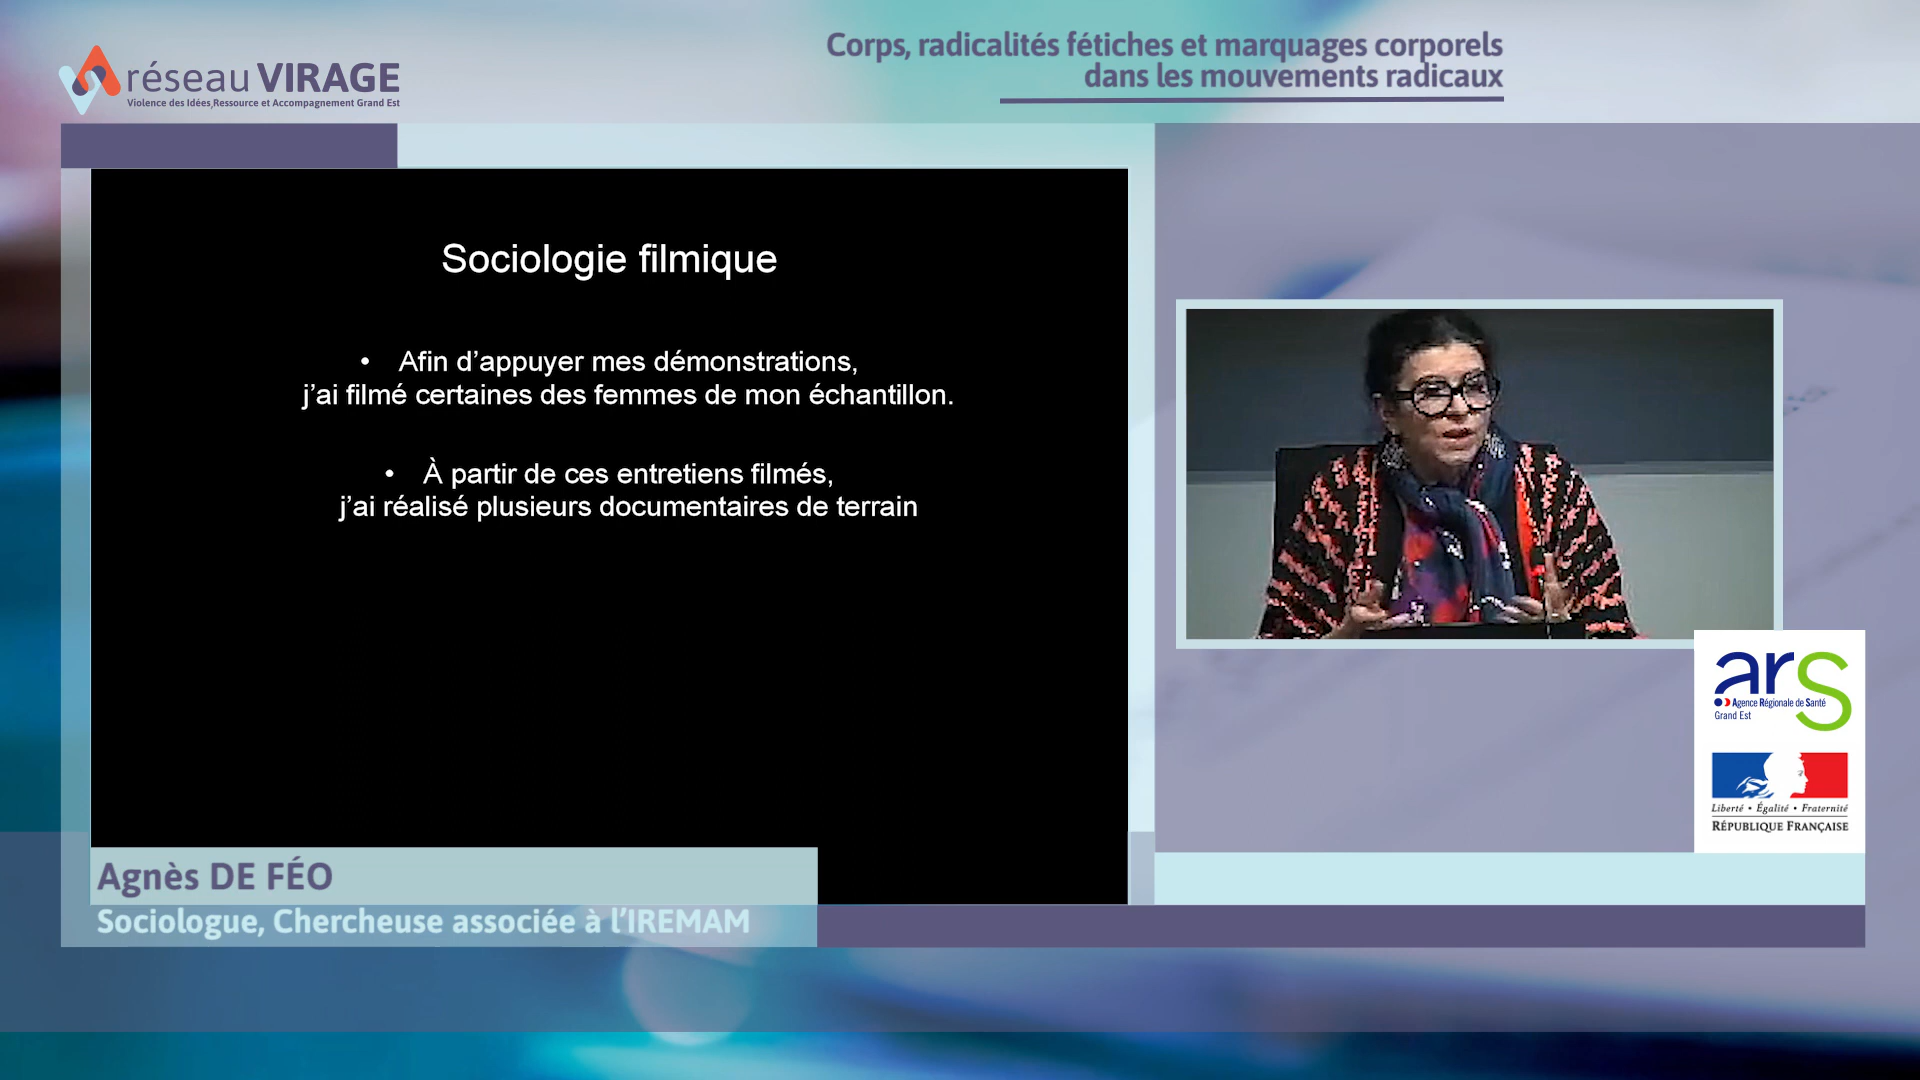 réseau VIRAGE
Violence des Idées,Ressource et Accompagnement Grand Est
Corps, radicalités fétiches et marquages corporels
dans les mouvements radicaux
Sociologie filmique
• Afin d’appuyer mes démonstrations,
j’ai filmé certaines des femmes de mon échantillon.
• À partir de ces entretiens filmés,
j’ai réalisé plusieurs documentaires de terrain
ars
Agence Régionale de Santé
Grand Est
Liberté • Égalité • Fraternité
RÉPUBLIQUE FRANÇAISE
Agnès DE FÉO
Sociologue, Chercheuse associée à l’IREMAM